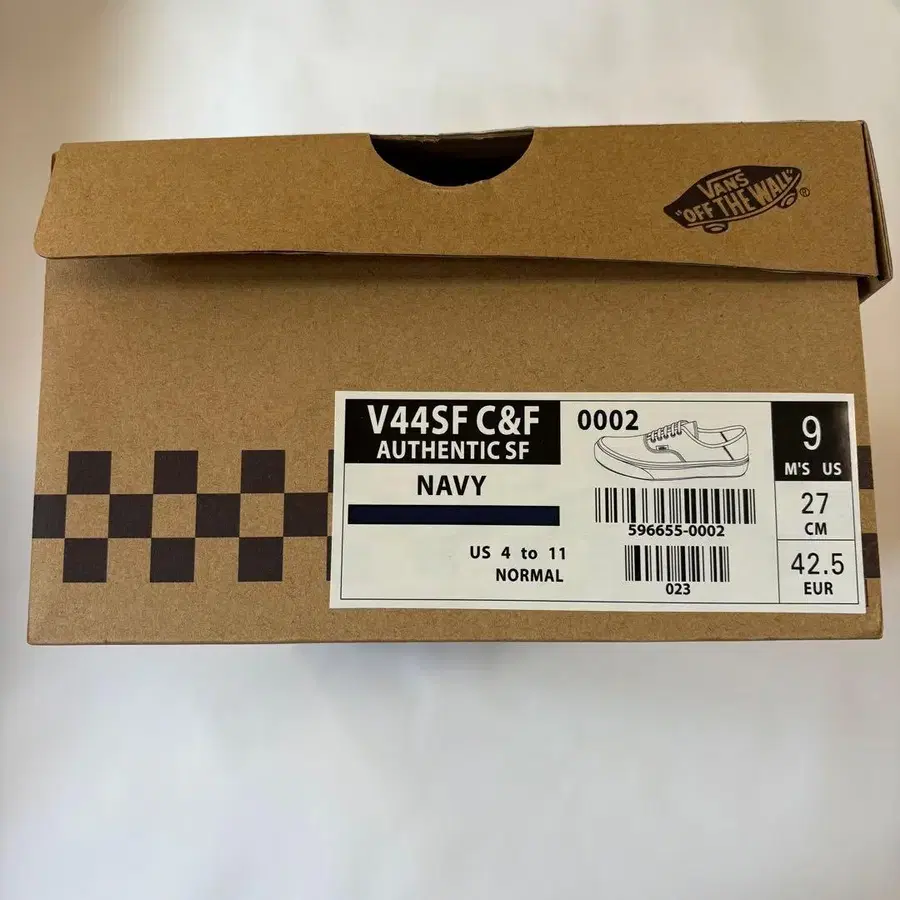 VANS
"OFF THE WALL"®
V44SF C&F
AUTHENTIC SF
NAVY
US 4 to 11
NORMAL
0002
596655-0002
023
9
M'S US
27
CM
42.5
EUR